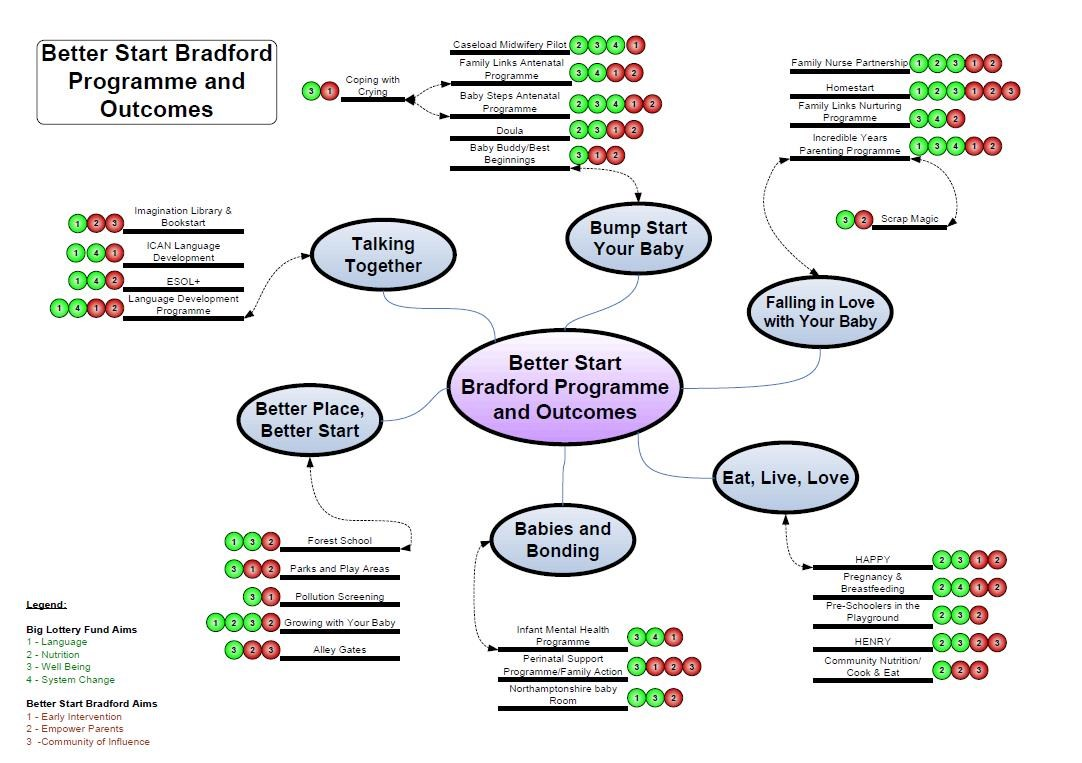 Better Start Bradford
Programme and
Outcomes
Coping with
Crying
3 1
Caseload Midwifery Pilot 2 3 4 1
Family Links Antenatal
Programme 3 4 1 2
Baby Steps Antenatal
Programme 2 3 4 1 2
Doula 2 3 1 2
Baby Buddy/Best
Beginnings 3 1 2
Family Nurse Partnership 1 2 3 1 2
Homestart 1 2 3 1 2 3
Family Links Nurturing
Programme 3 4 2
Incredible Years
Parenting Programme 1 3 4 1 2
3 2 Scrap Magic
1 2 3 Imagination Library &
Bookstart
1 4 1 ICAN Language
Development
1 4 2 ESOL+
1 4 1 2 Language Development
Programme
Talking
Together
Bump Start
Your Baby
Falling in Love
with Your Baby
Better Start
Bradford Programme
and Outcomes
Better Place,
Better Start
Eat, Live, Love
Babies and
Bonding
1 3 2 Forest School
3 1 2 Parks and Play Areas
3 1 Pollution Screening
1 2 3 2 Growing with Your Baby
3 2 3 Alley Gates
Infant Mental Health
Programme 3 4 1
Perinatal Support
Programme/Family Action 3 1 2 3
Northamptonshire baby
Room 1 3 2
HAPPY 2 3 1 2
Pregnancy &
Breastfeeding 2 4 1 2
Pre-Schoolers in the
Playground 2 3 2
HENRY 2 3 2 3
Community Nutrition/
Cook & Eat 2 2 3
Legend:
Big Lottery Fund Aims
1 - Language
2 - Nutrition
3 - Well Being
4 - System Change
Better Start Bradford Aims
1 - Early Intervention
2 - Empower Parents
3 -Community of Influence